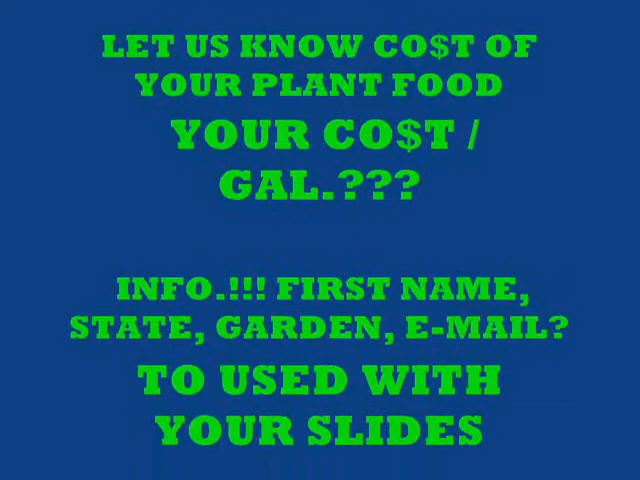 LET US KNOW CO$T OF
YOUR PLANT FOOD
YOUR CO$T /
GAL.???
INFO.!!! FIRST NAME,
STATE, GARDEN, E-MAIL?
TO USED WITH
YOUR SLIDES